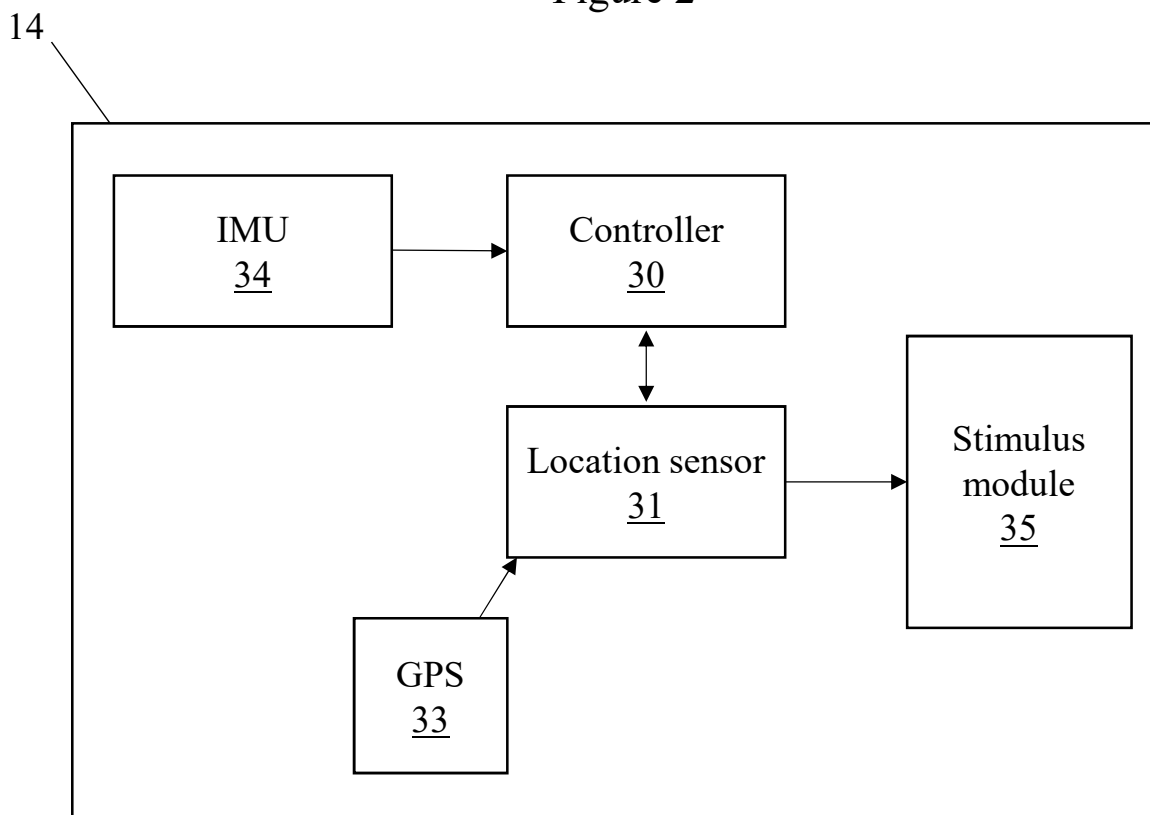 Figure 2
14
IMU
34
Controller
30
Location sensor
31
Stimulus
module
35
GPS
33